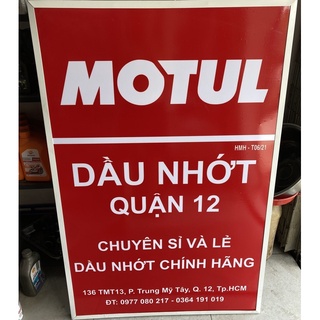 MOTUL
HMH - T06/21
DẦU NHỚT
QUẬN 12
CHUYÊN SỈ VÀ LẺ
DẦU NHỚT CHÍNH HÃNG
136 TMT13, P. Trung Mỹ Tây, Q. 12, Tp.HCM
ĐT: 0977 080 217 - 0364 191 019